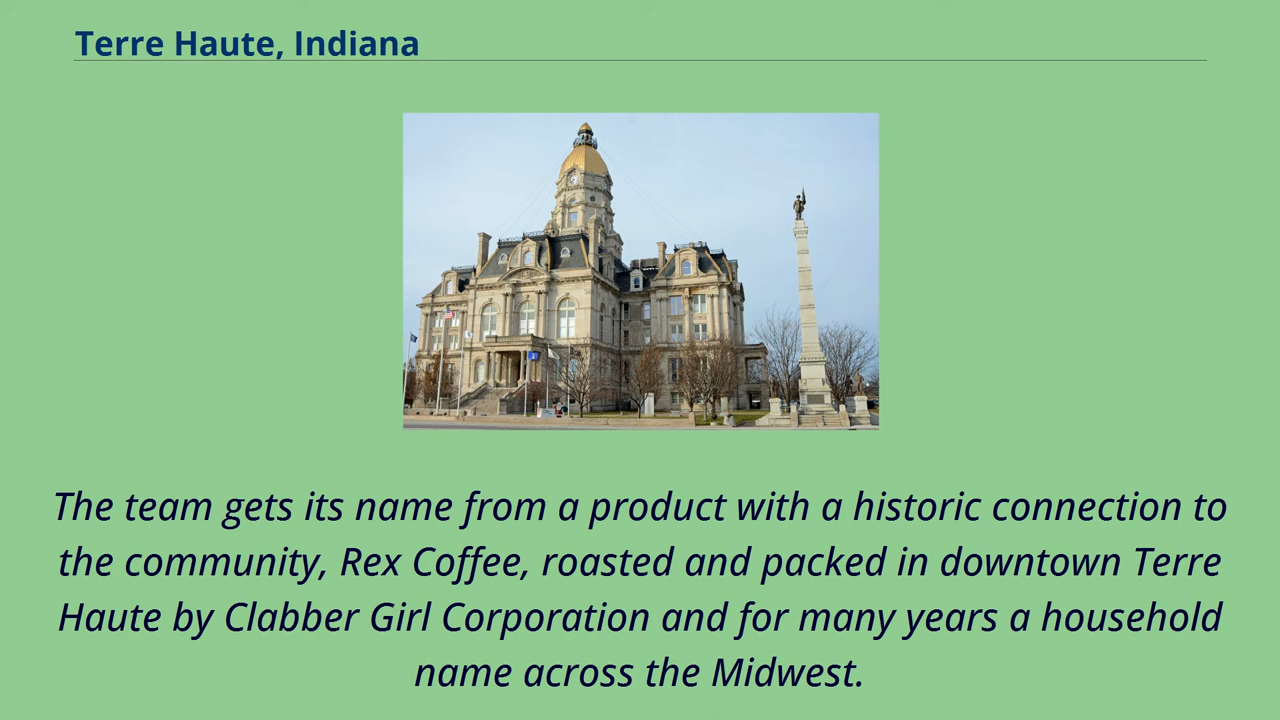 Terre Haute, Indiana
The team gets its name from a product with a historic connection to
the community, Rex Coffee, roasted and packed in downtown Terre
Haute by Clabber Girl Corporation and for many years a household
name across the Midwest.